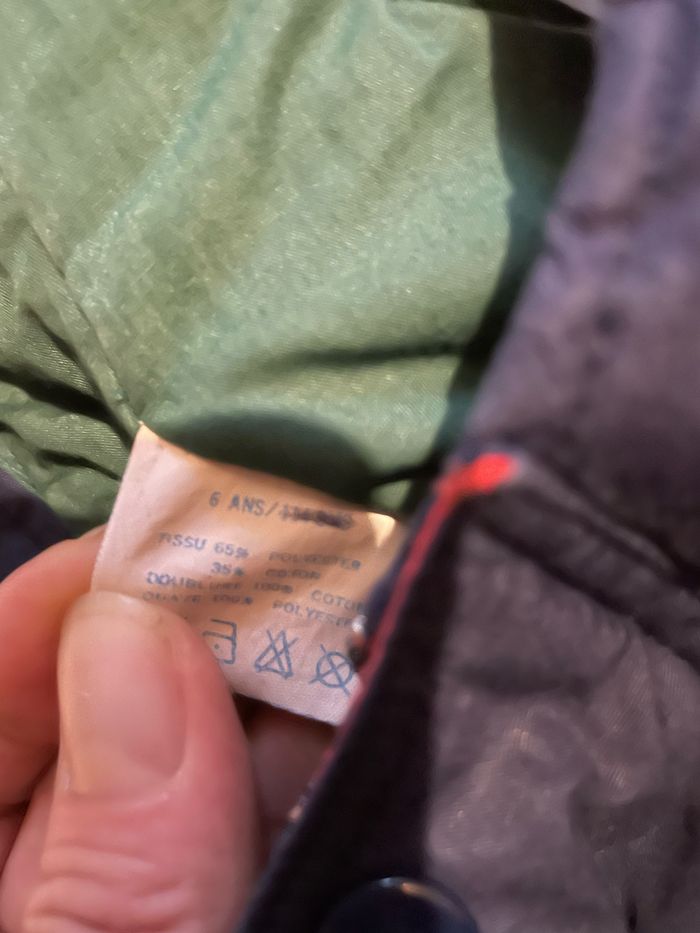 6 ANS/
TISSU 65% POLYESTER
35% COTON
DOUBLURE 100% COTON
OUATE 100% POLYESTER